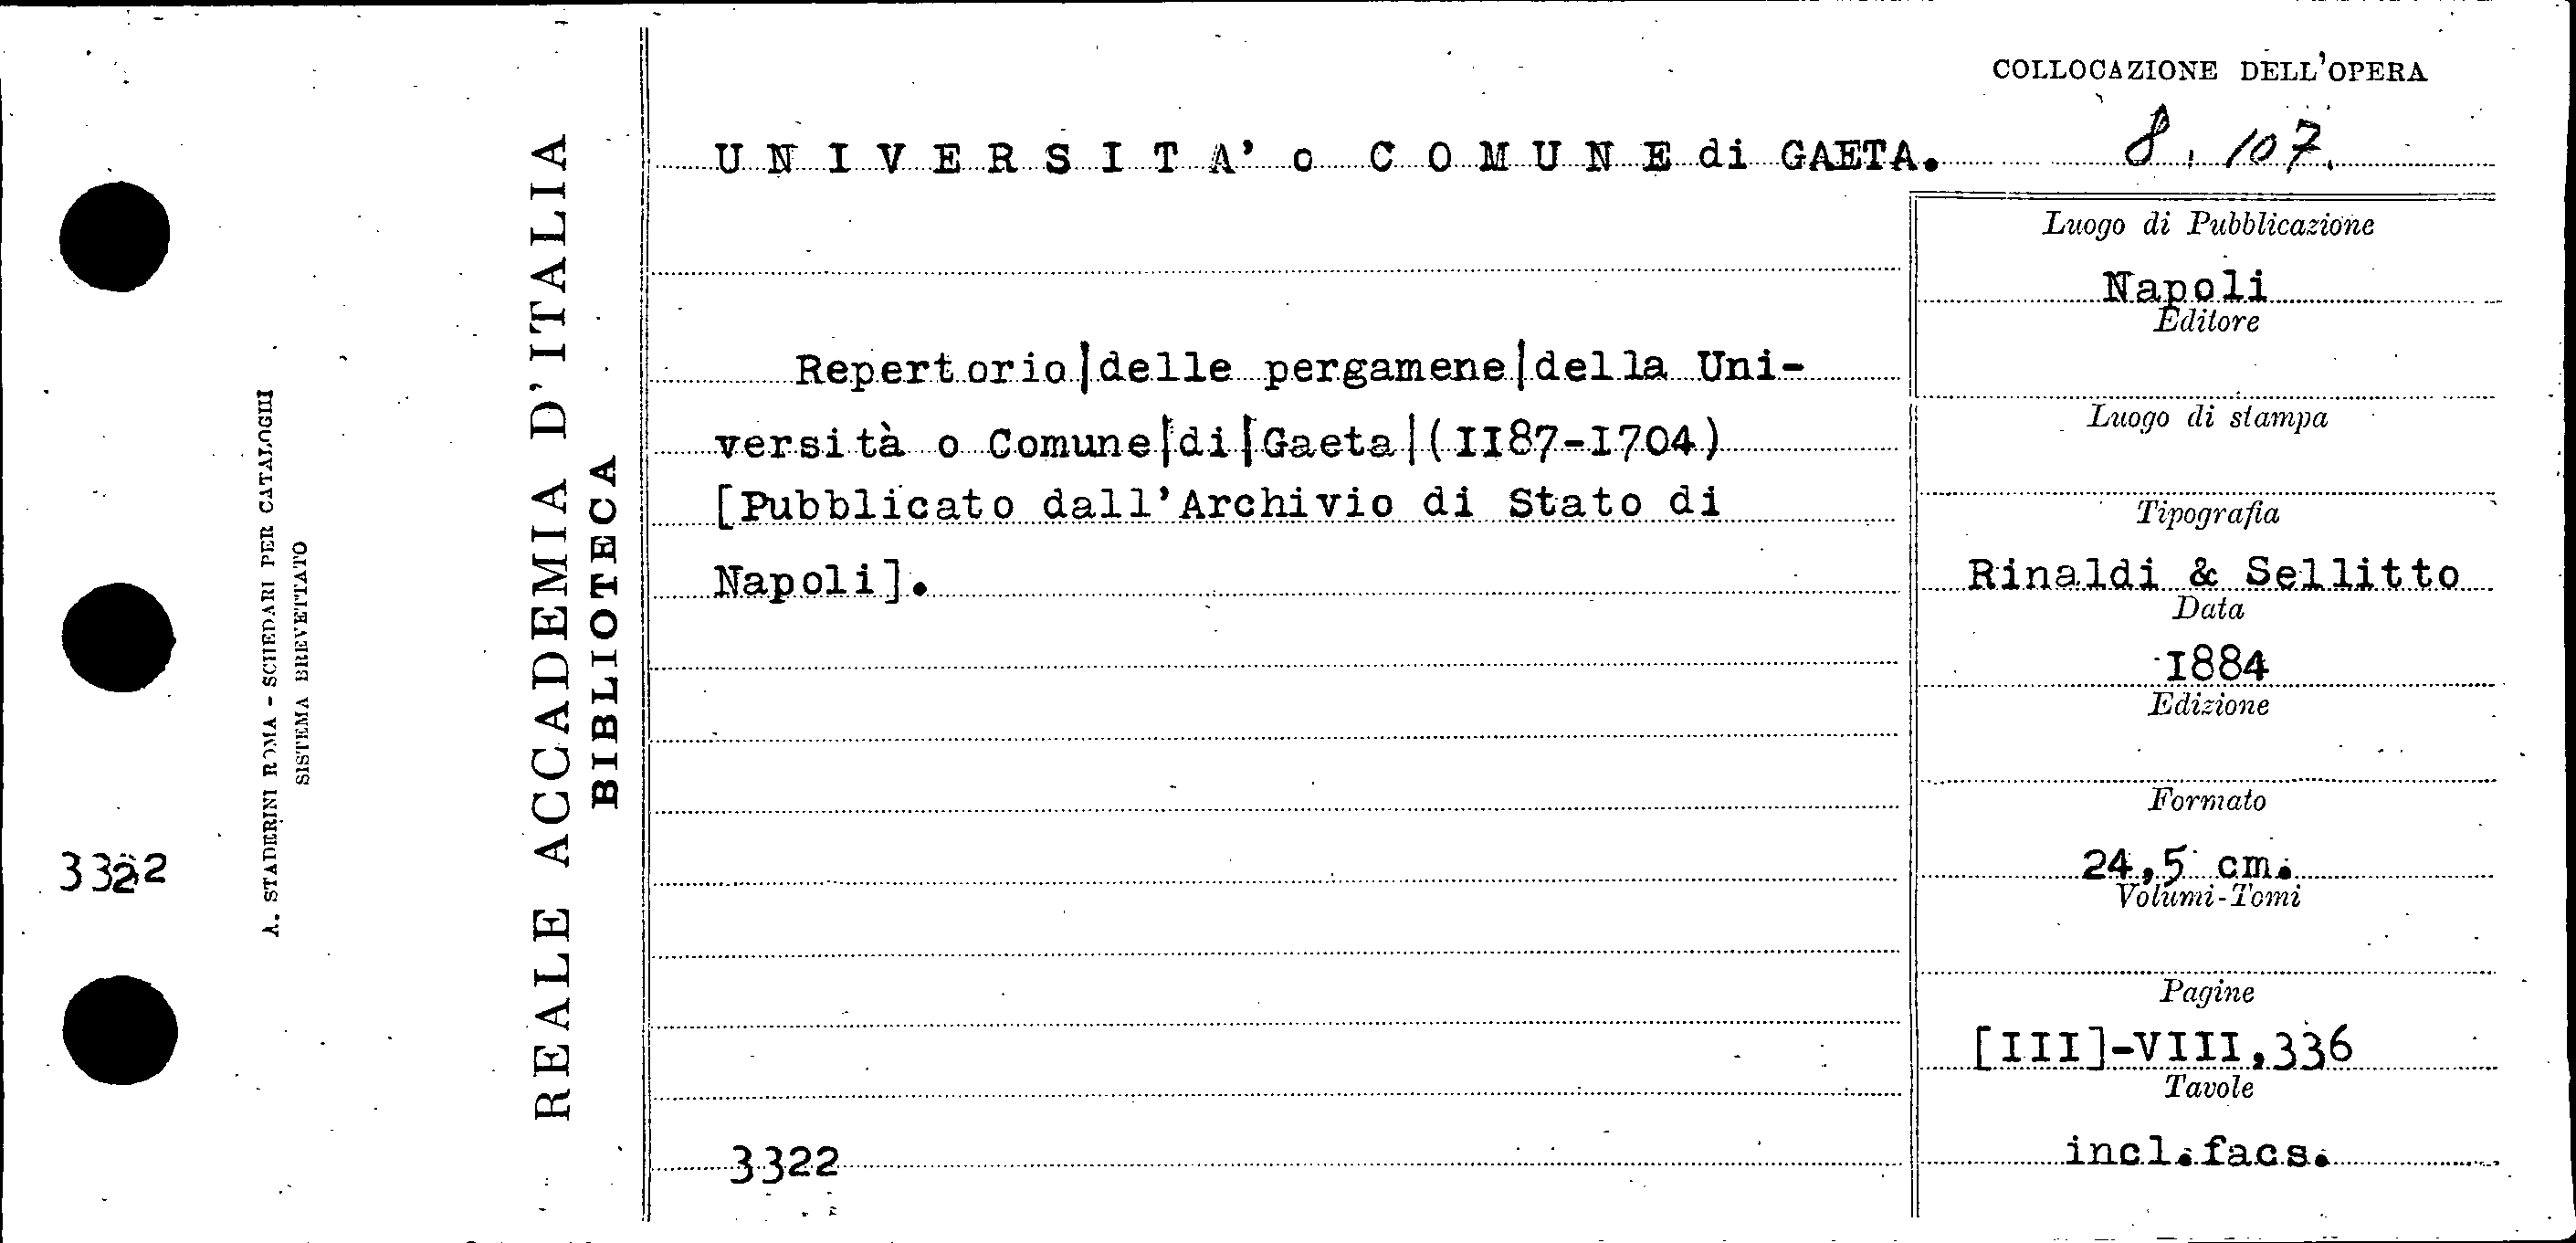 COLLOCAZIONE DELL'OPERA
8. 107.
UNIVERSITA' o COMUNE di GAETA.
Repertorio|delle pergamene|della Uni-
versità o Comune|di|Gaeta|(II87-I704)
[Pubblicato dall'Archivio di Stato di
Napoli].
3322
Luogo di Pubblicazione
Napoli
Editore
Luogo di stampa
Tipografia
Rinaldi & Sellitto
Data
I884
Edizione
Formato
24,5 cm.
Volumi-Tomi
Pagine
[III]-VIII,336
Tavole
incl.facs.
REALE ACCADEMIA D'ITALIA
BIBLIOTECA
A. STADERINI ROMA - SCHEDARI PER CATALOGHI
SISTEMA BREVETTATO
3322